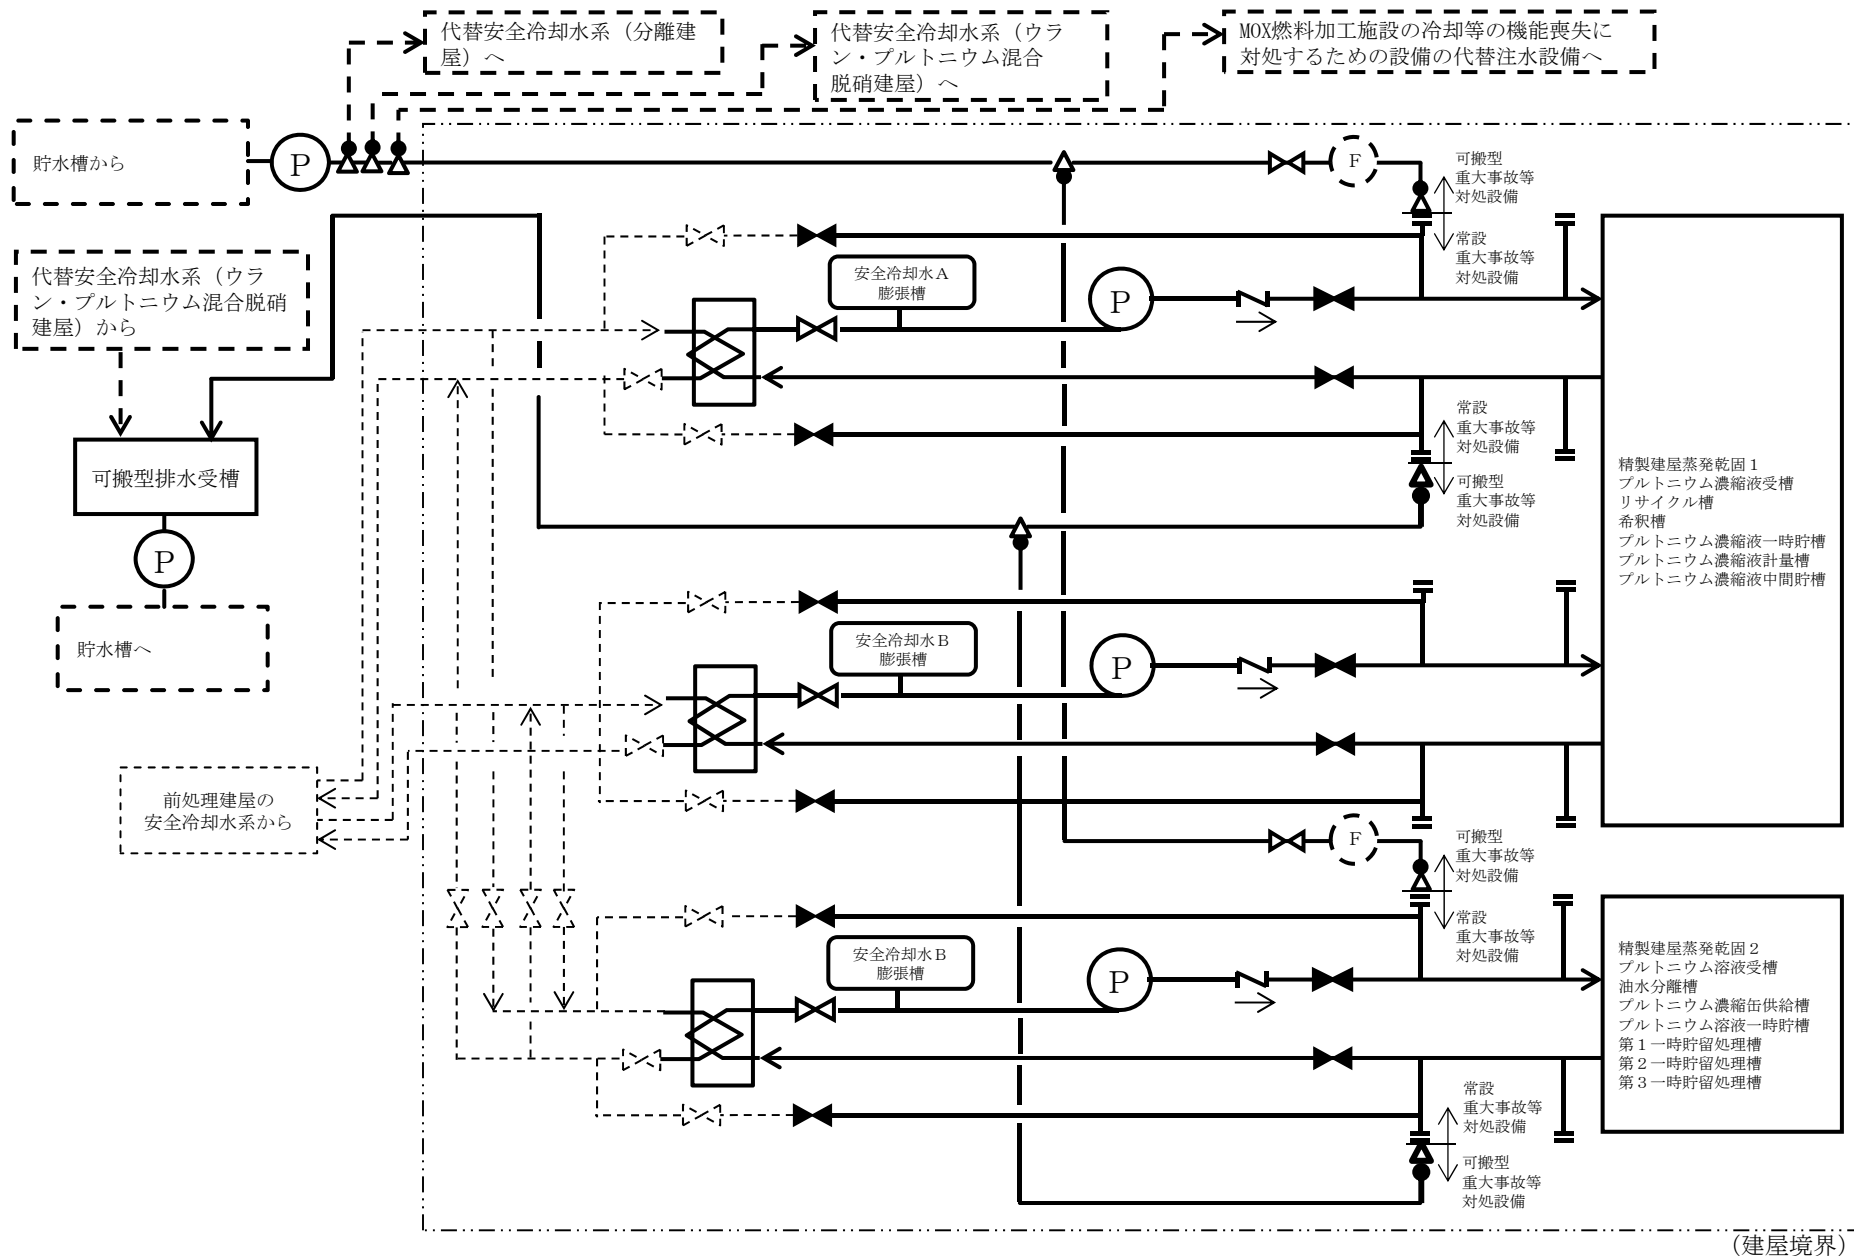 代替安全冷却水系（分離建
屋）へ
代替安全冷却水系（ウラ
ン・プルトニウム混合
脱硝建屋）へ
MOX燃料加工施設の冷却等の機能喪失に
対処するための設備の代替注水設備へ
貯水槽から
P
F
可搬型
重大事故等
対処設備
常設
重大事故等
対処設備
代替安全冷却水系（ウラ
ン・プルトニウム混合脱硝
建屋）から
安全冷却水A
膨張槽
P
常設
重大事故等
対処設備
可搬型
重大事故等
対処設備
可搬型排水受槽
P
貯水槽へ
精製建屋蒸発乾固１
プルトニウム濃縮液受槽
リサイクル槽
希釈槽
プルトニウム濃縮液一時貯槽
プルトニウム濃縮液計量槽
プルトニウム濃縮液中間貯槽
安全冷却水B
膨張槽
P
前処理建屋の
安全冷却水系から
F
可搬型
重大事故等
対処設備
常設
重大事故等
対処設備
安全冷却水B
膨張槽
P
精製建屋蒸発乾固２
プルトニウム溶液受槽
油水分離槽
プルトニウム濃縮缶供給槽
プルトニウム溶液一時貯槽
第１一時貯留処理槽
第２一時貯留処理槽
第３一時貯留処理槽
常設
重大事故等
対処設備
可搬型
重大事故等
対処設備
（建屋境界）